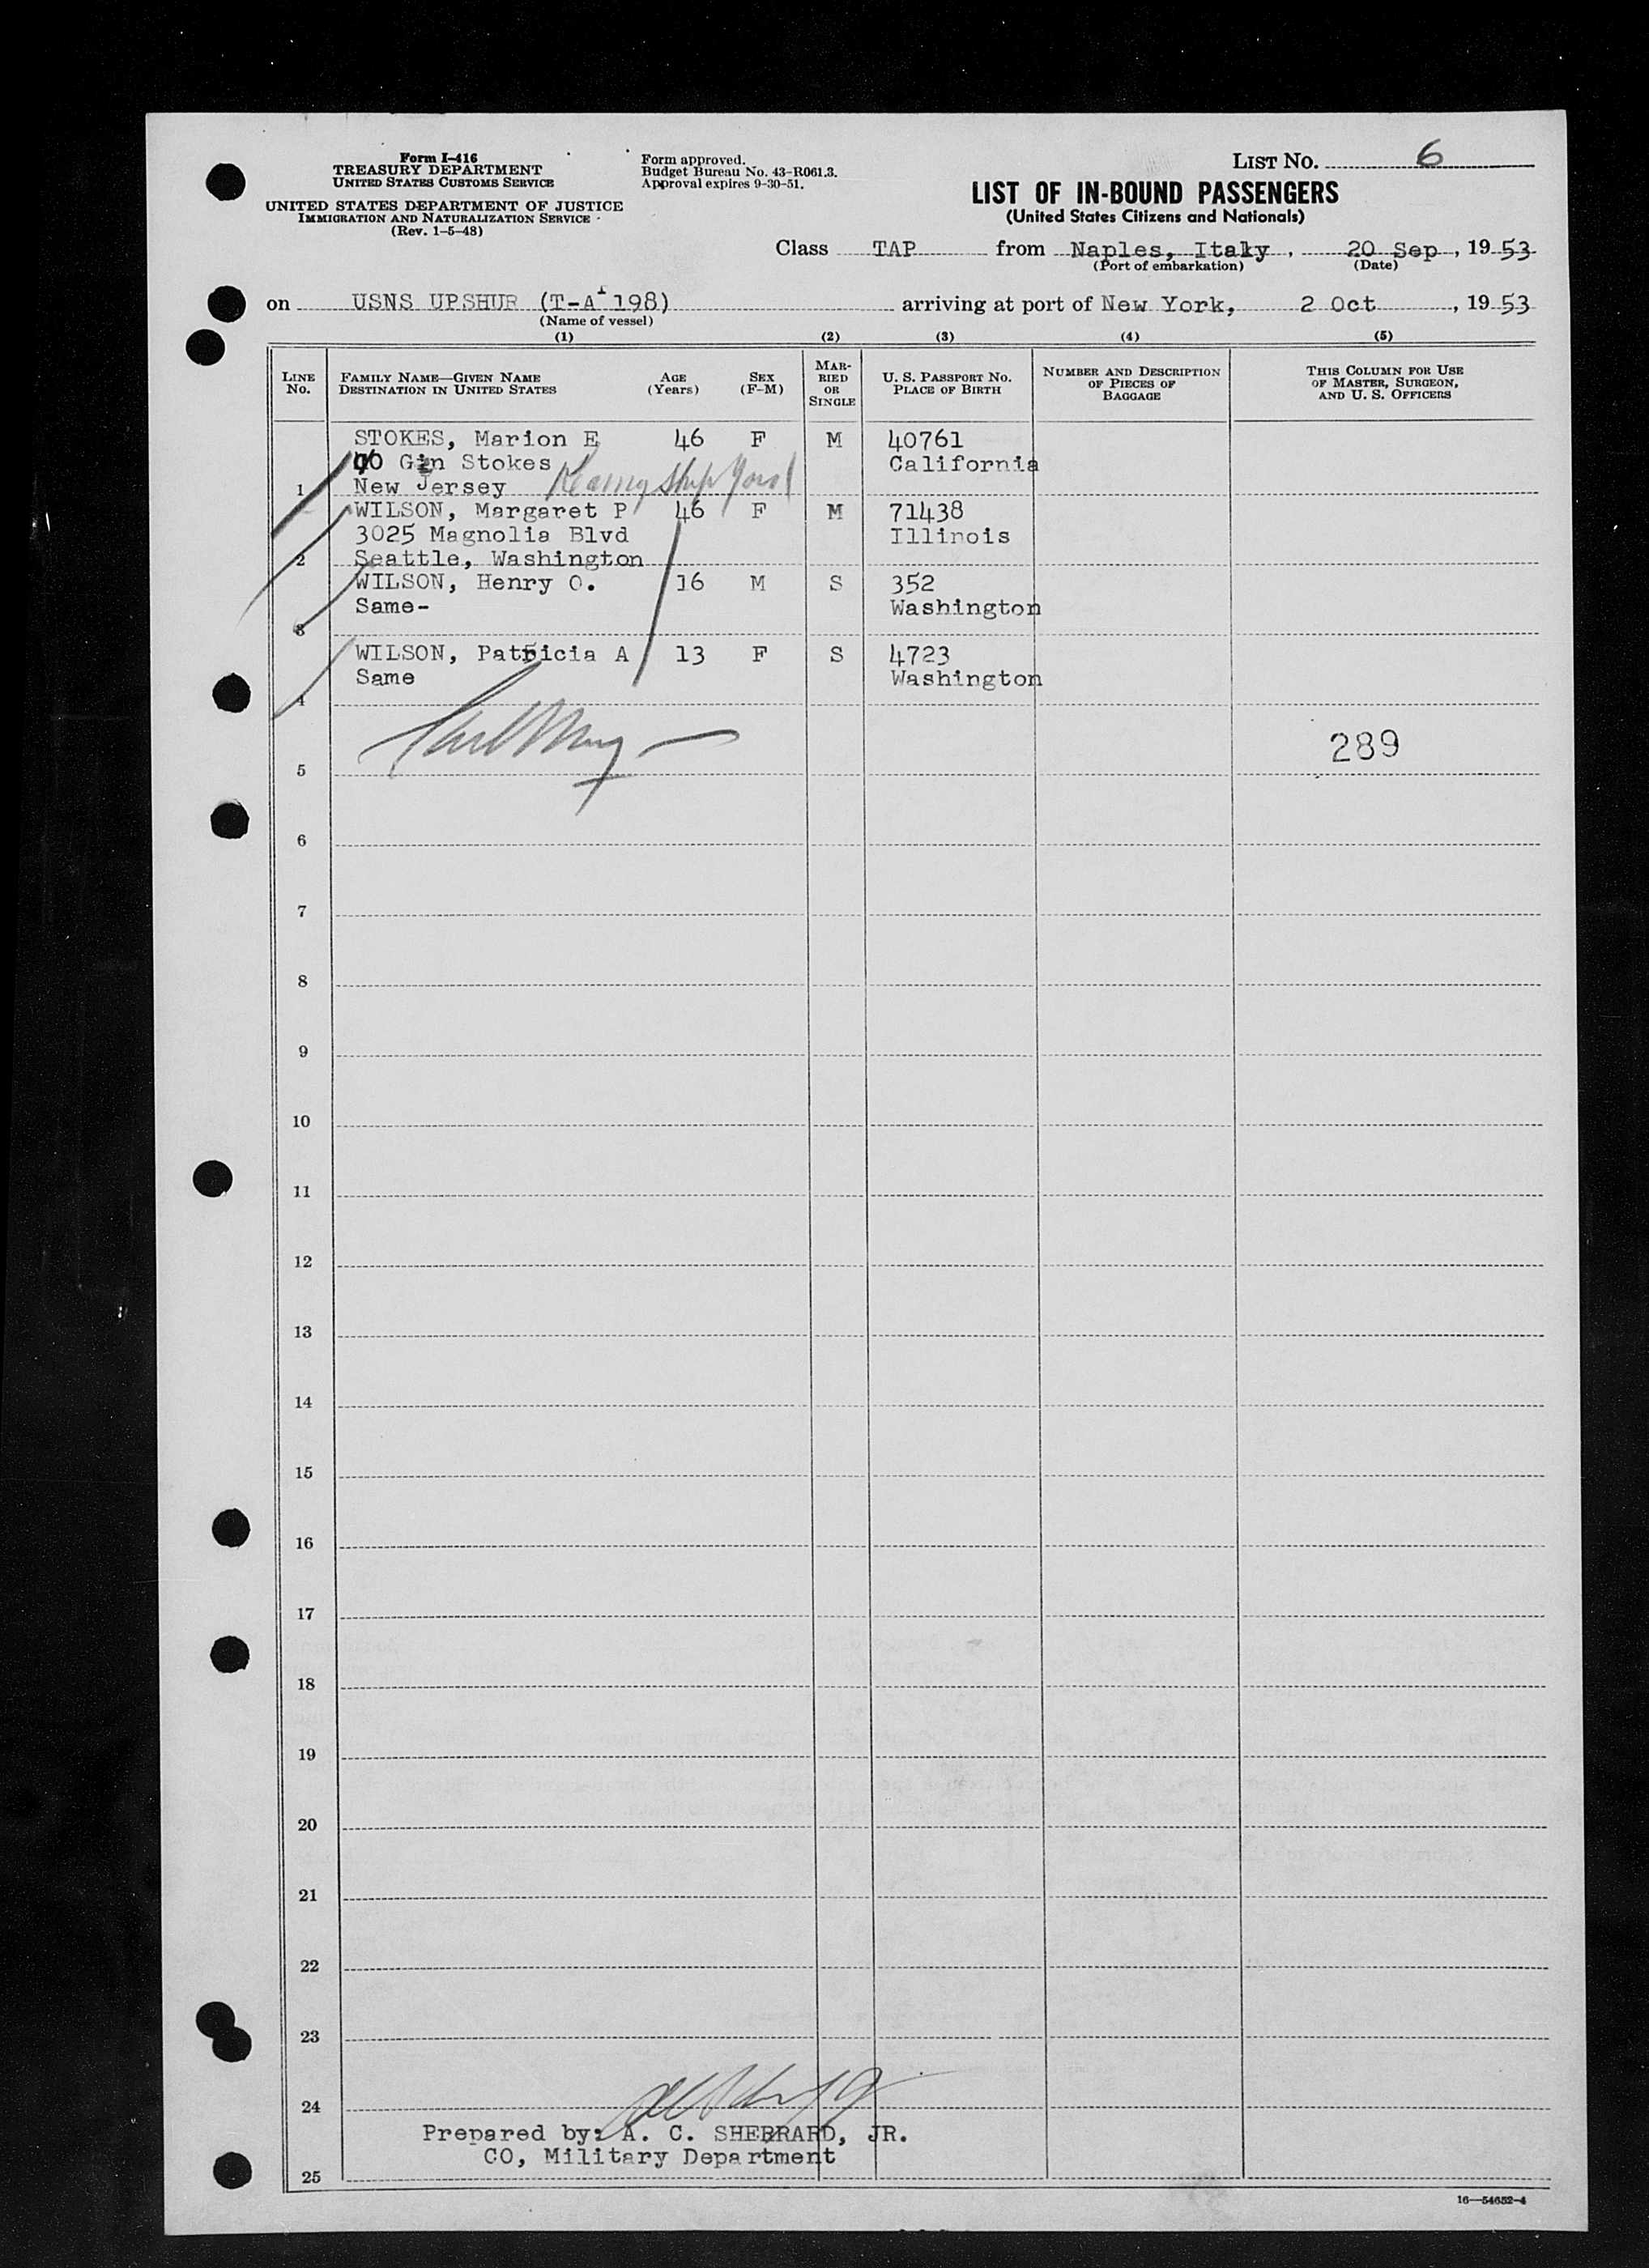 Form I-416
TREASURY DEPARTMENT
UNITED STATES CUSTOMS SERVICE
UNITED STATES DEPARTMENT OF JUSTICE
IMMIGRATION AND NATURALIZATION SERVICE
(Rev. 1-5-48)
Form approved.
Budget Bureau No. 43-R061.3.
Approval expires 9-30-51.
LIST No. 6
LIST OF IN-BOUND PASSENGERS
(United States Citizens and Nationals)
Class TAP from Naples, Italy, 20 Sep, 1953
(Port of embarkation) (Date)
on USNS UPSHUR (T-A 198) arriving at port of New York, 2 Oct, 1953
(Name of vessel)
(1) (2) (3) (4) (5)
LINE No. FAMILY NAME—GIVEN NAME DESTINATION IN UNITED STATES AGE (Years) SEX (F-M) MARRIED OR SINGLE U. S. PASSPORT NO. PLACE OF BIRTH NUMBER AND DESCRIPTION OF PIECES OF BAGGAGE THIS COLUMN FOR USE OF MASTER, SURGEON, AND U. S. OFFICERS
STOKES, Marion E 46 F M 40761
Gen Stokes California
1 New Jersey Kearny Ship Yard
WILSON, Margaret P 46 F M 71438
3025 Magnolia Blvd Illinois
2 Seattle, Washington
WILSON, Henry O. 16 M S 352
Same- Washington
3
WILSON, Patricia A 13 F S 4723
Same Washington
4
289
5
6
7
8
9
10
11
12
13
14
15
16
17
18
19
20
21
22
23
24
Prepared by: A. C. SHERRARD, JR.
CO, Military Department
25
16—54652-4